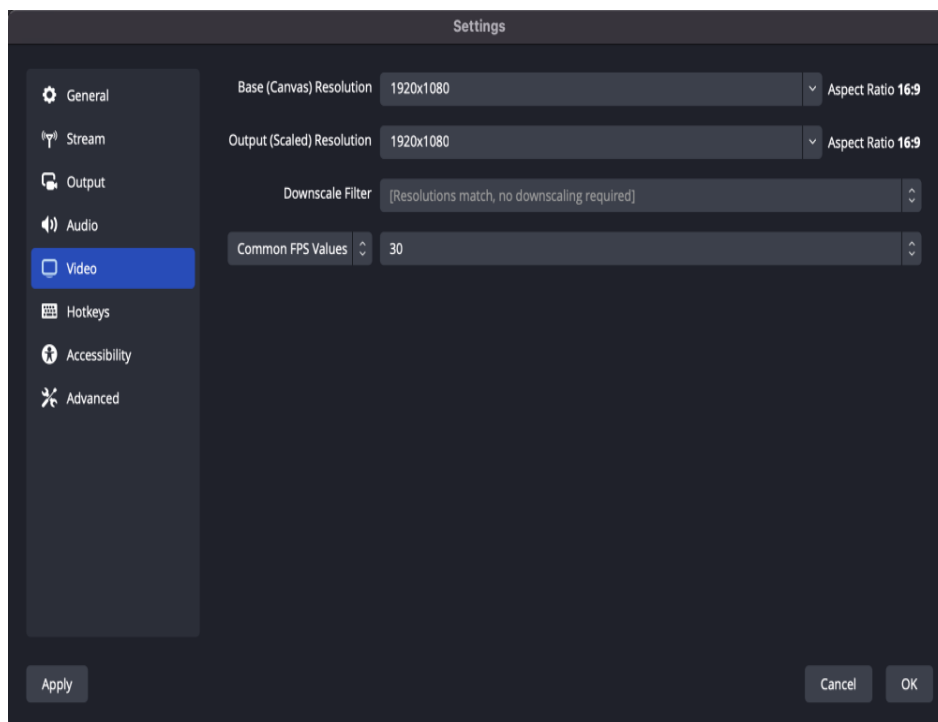 Settings
General
Stream
Output
Audio
Video
Hotkeys
Accessibility
Advanced
Base (Canvas) Resolution 1920x1080 Aspect Ratio 16:9
Output (Scaled) Resolution 1920x1080 Aspect Ratio 16:9
Downscale Filter [Resolutions match, no downscaling required]
Common FPS Values 30
Apply Cancel OK